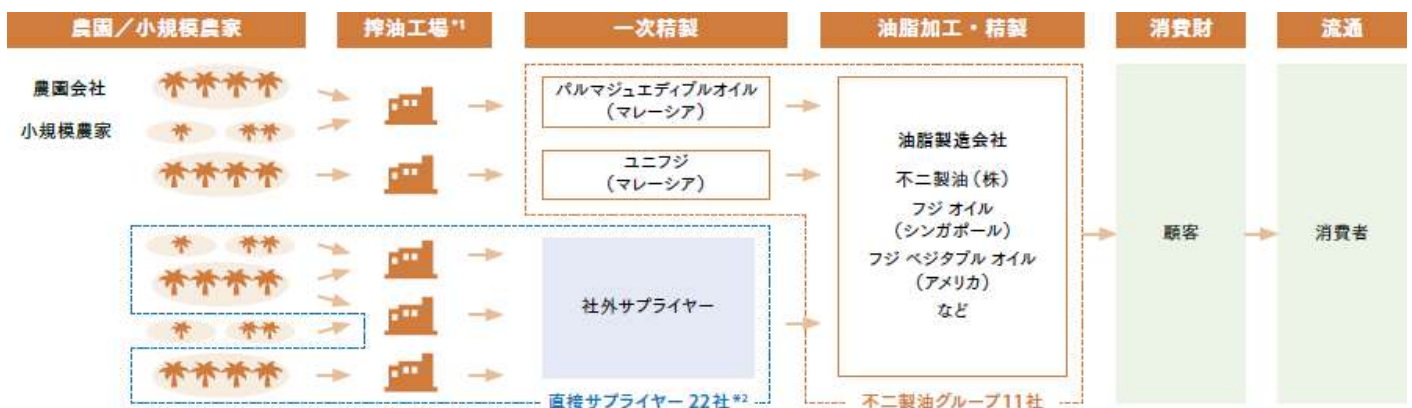 農園／小規模農家
搾油工場*1
一次精製
油脂加工・精製
消費財
流通
農園会社
小規模農家
パルマジュエディブルオイル
（マレーシア）
ユニフジ
（マレーシア）
社外サプライヤー
直接サプライヤー 22社※2
油脂製造会社
不二製油（株）
フジ オイル
（シンガポール）
フジ ベジタブル オイル
（アメリカ）
など
不二製油グループ11社
顧客
消費者